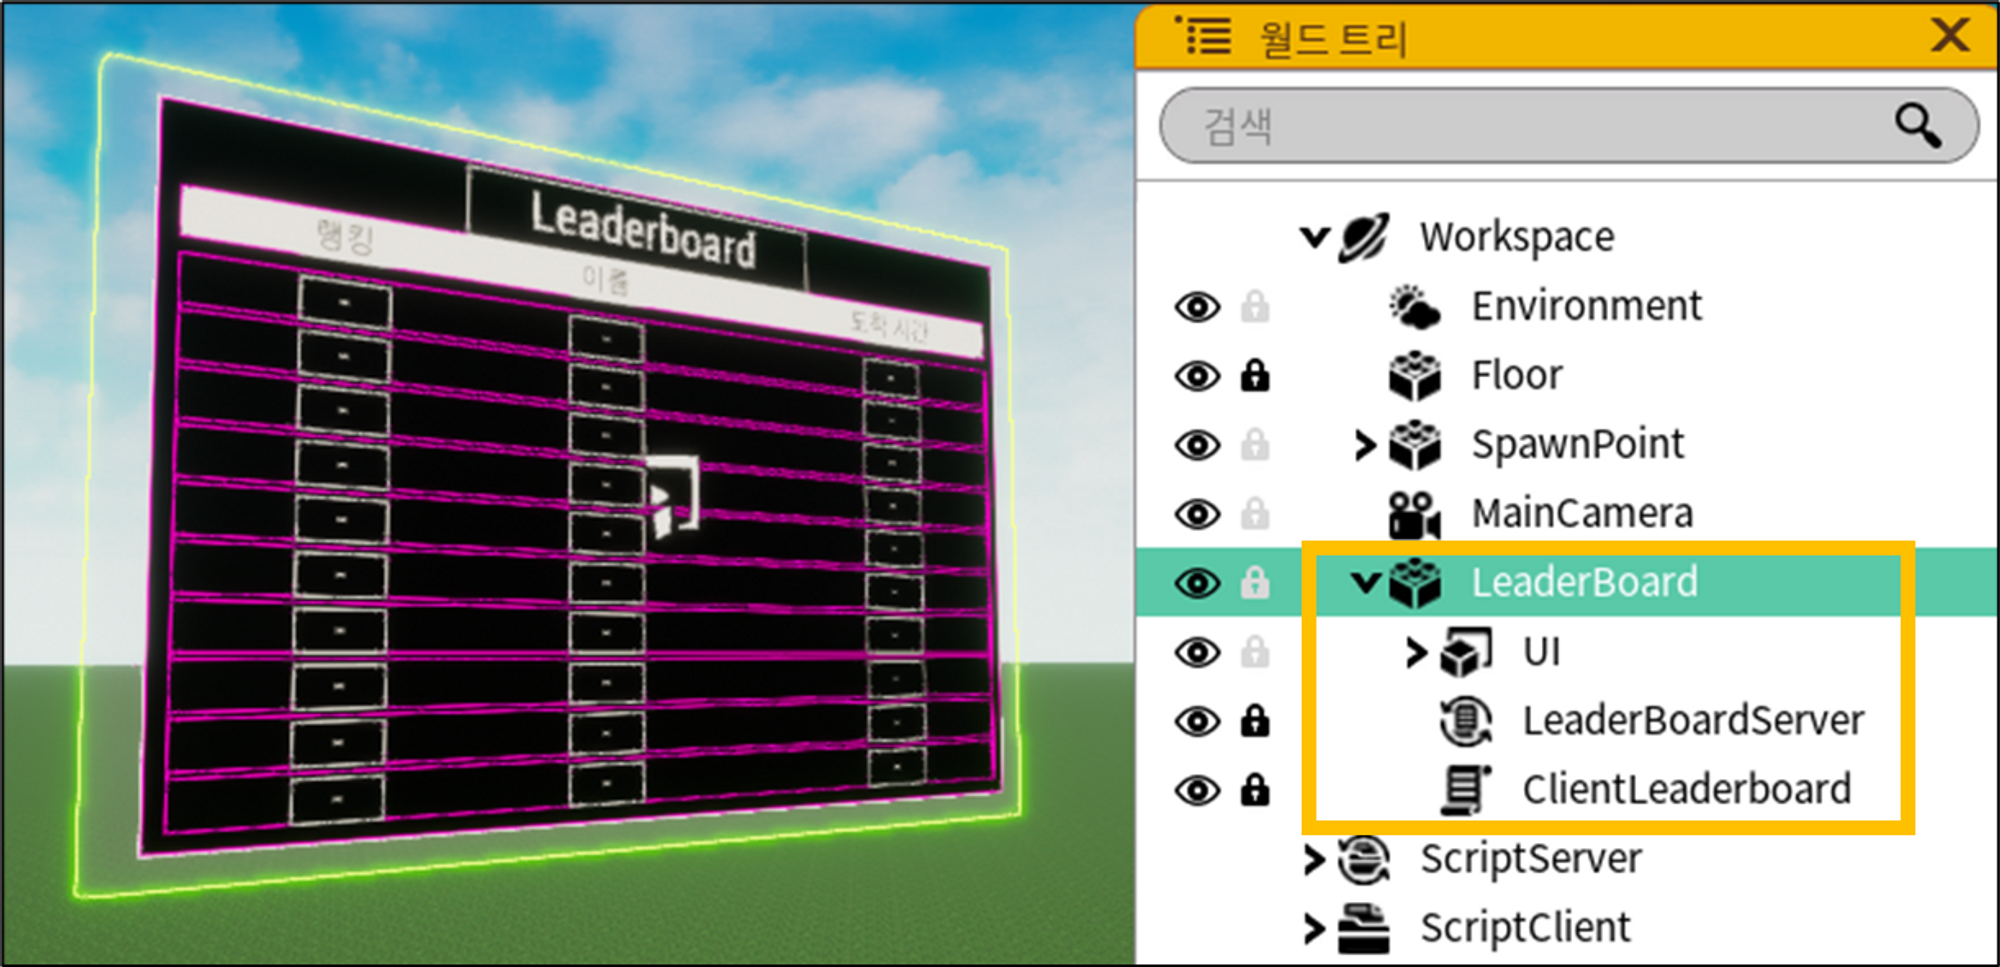 Leaderboard
랭킹
이름
도착 시간
월드 트리
검색
Workspace
Environment
Floor
SpawnPoint
MainCamera
LeaderBoard
UI
LeaderBoardServer
ClientLeaderboard
ScriptServer
ScriptClient